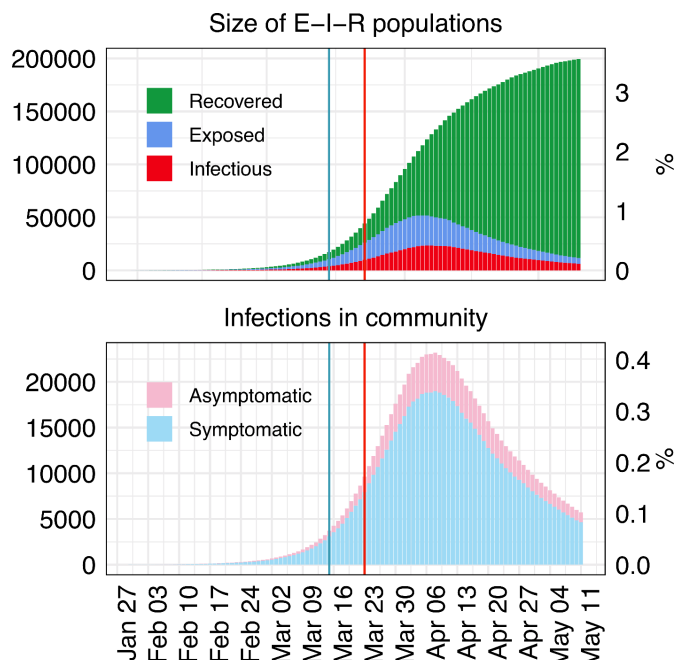 Size of E−I−R populations
200000
150000
100000
50000
0
Recovered
Exposed
Infectious
3
2
1
0
%
Infections in community
20000
15000
10000
5000
0
Asymptomatic
Symptomatic
0.4
0.3
0.2
0.1
0.0
%
Jan 27
Feb 03
Feb 10
Feb 17
Feb 24
Mar 02
Mar 09
Mar 16
Mar 23
Mar 30
Apr 06
Apr 13
Apr 20
Apr 27
May 04
May 11